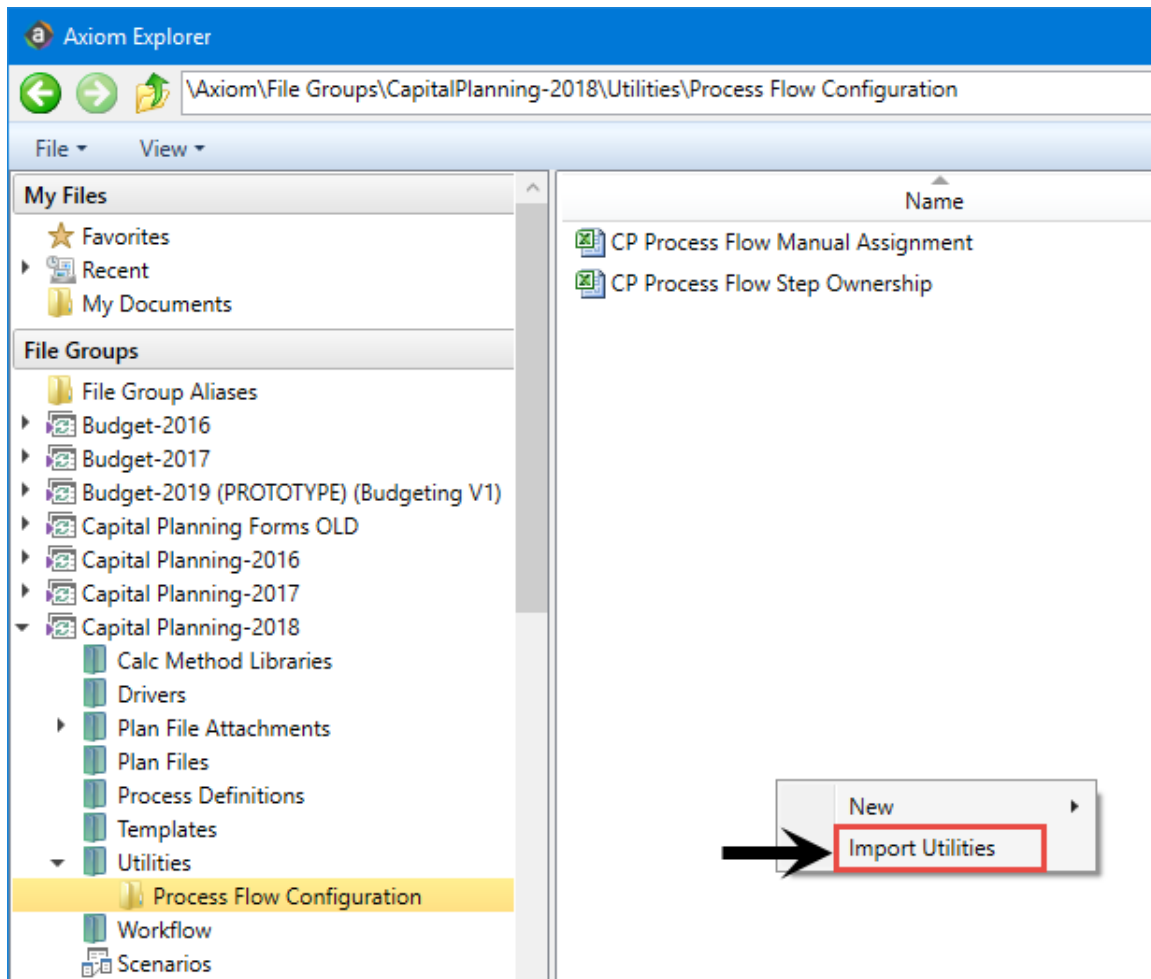 Axiom Explorer
\Axiom\File Groups\CapitalPlanning-2018\Utilities\Process Flow Configuration
File View
My Files
Favorites
Recent
My Documents
File Groups
File Group Aliases
Budget-2016
Budget-2017
Budget-2019 (PROTOTYPE) (Budgeting V1)
Capital Planning Forms OLD
Capital Planning-2016
Capital Planning-2017
Capital Planning-2018
Calc Method Libraries
Drivers
Plan File Attachments
Plan Files
Process Definitions
Templates
Utilities
Process Flow Configuration
Workflow
Scenarios
Name
CP Process Flow Manual Assignment
CP Process Flow Step Ownership
New
Import Utilities